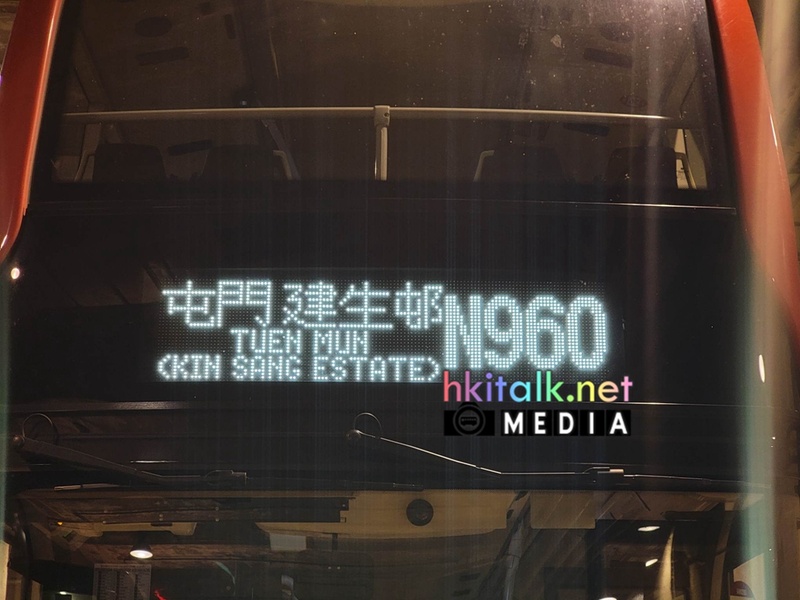 屯門 建生邨
TUEN MUN
<KIN SANG ESTATE>
N960
hkitalk.net
MEDIA